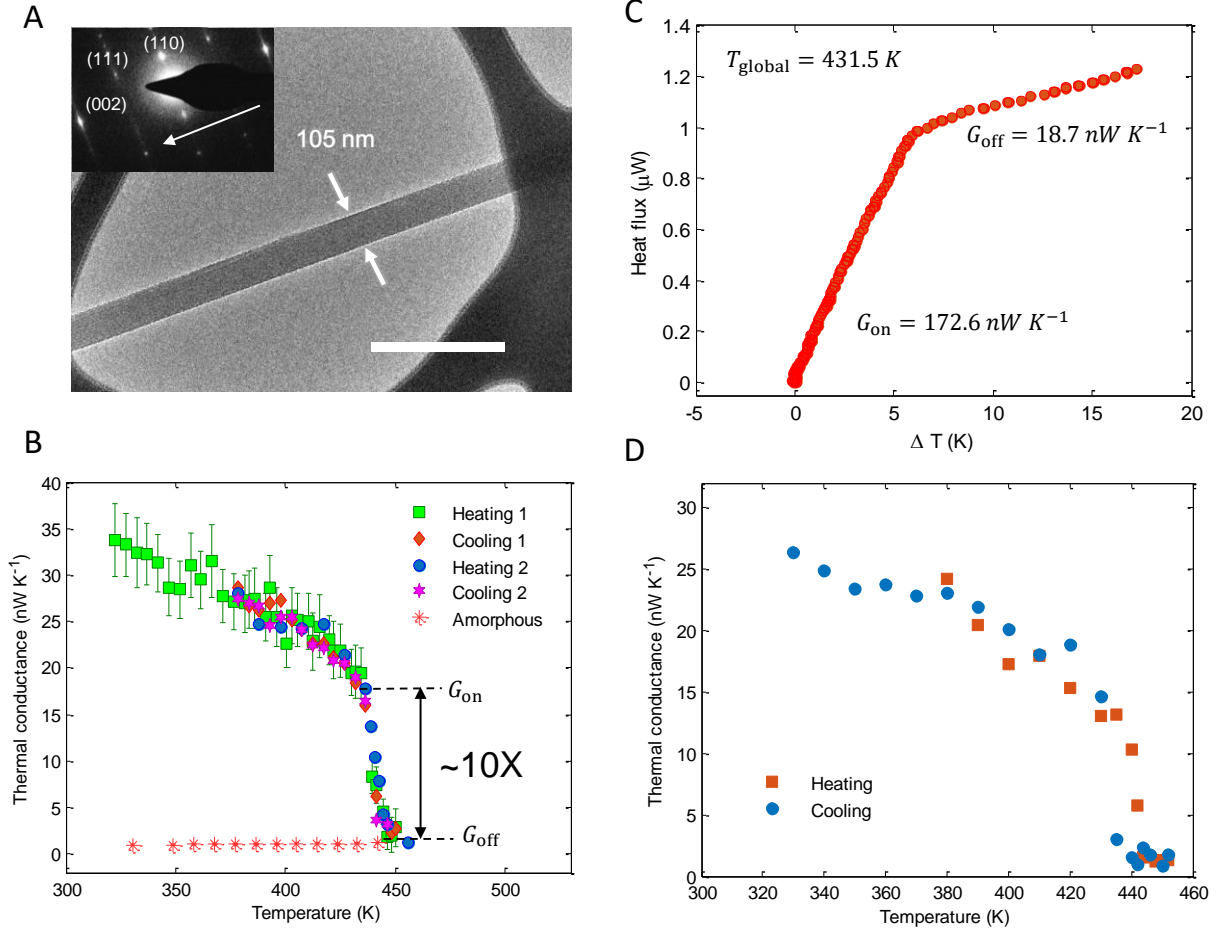 A
(110)
(111)
(002)
105 nm
C
1.4
1.2
1
0.8
0.6
0.4
0.2
0
Heat flux (μW)
T_global = 431.5 K
G_off = 18.7 nW K⁻¹
G_on = 172.6 nW K⁻¹
-5 0 5 10 15 20
Δ T (K)
B
40
35
30
25
20
15
10
5
0
Thermal conductance (nW K⁻¹)
Heating 1
Cooling 1
Heating 2
Cooling 2
Amorphous
G_on
~10X
G_off
300 350 400 450 500
Temperature (K)
D
30
25
20
15
10
5
0
Thermal conductance (nW K⁻¹)
Heating
Cooling
300 320 340 360 380 400 420 440 460
Temperature (K)